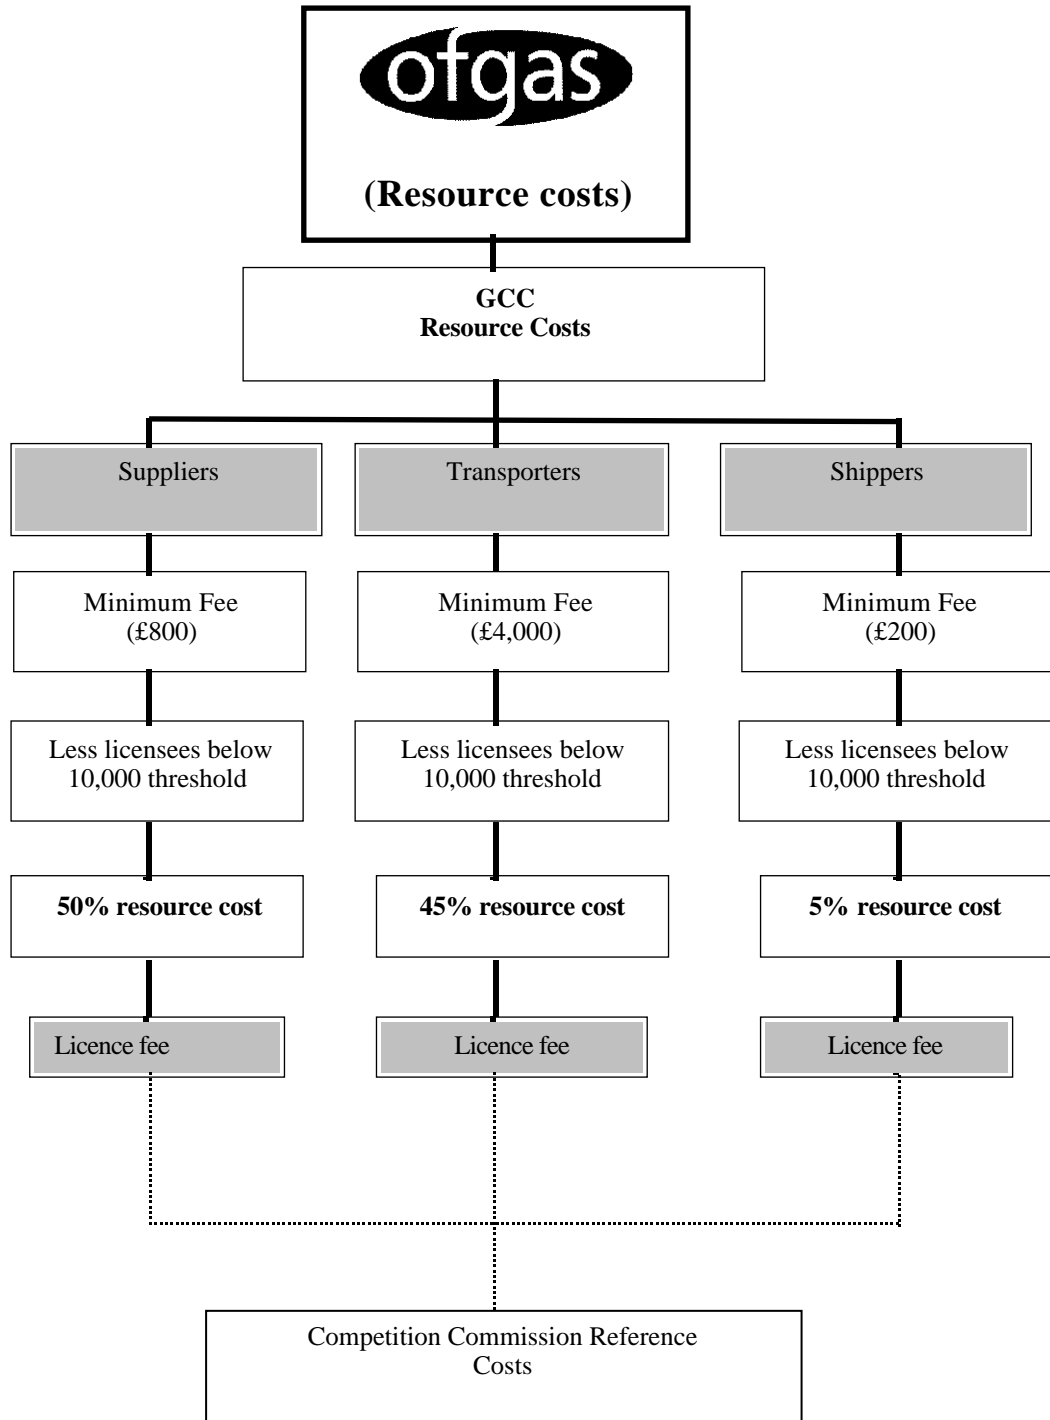 ofgas
(Resource costs)
GCC
Resource Costs
Suppliers
Transporters
Shippers
Minimum Fee
(£800)
Minimum Fee
(£4,000)
Minimum Fee
(£200)
Less licensees below
10,000 threshold
Less licensees below
10,000 threshold
Less licensees below
10,000 threshold
50% resource cost
45% resource cost
5% resource cost
Licence fee
Licence fee
Licence fee
Competition Commission Reference
Costs